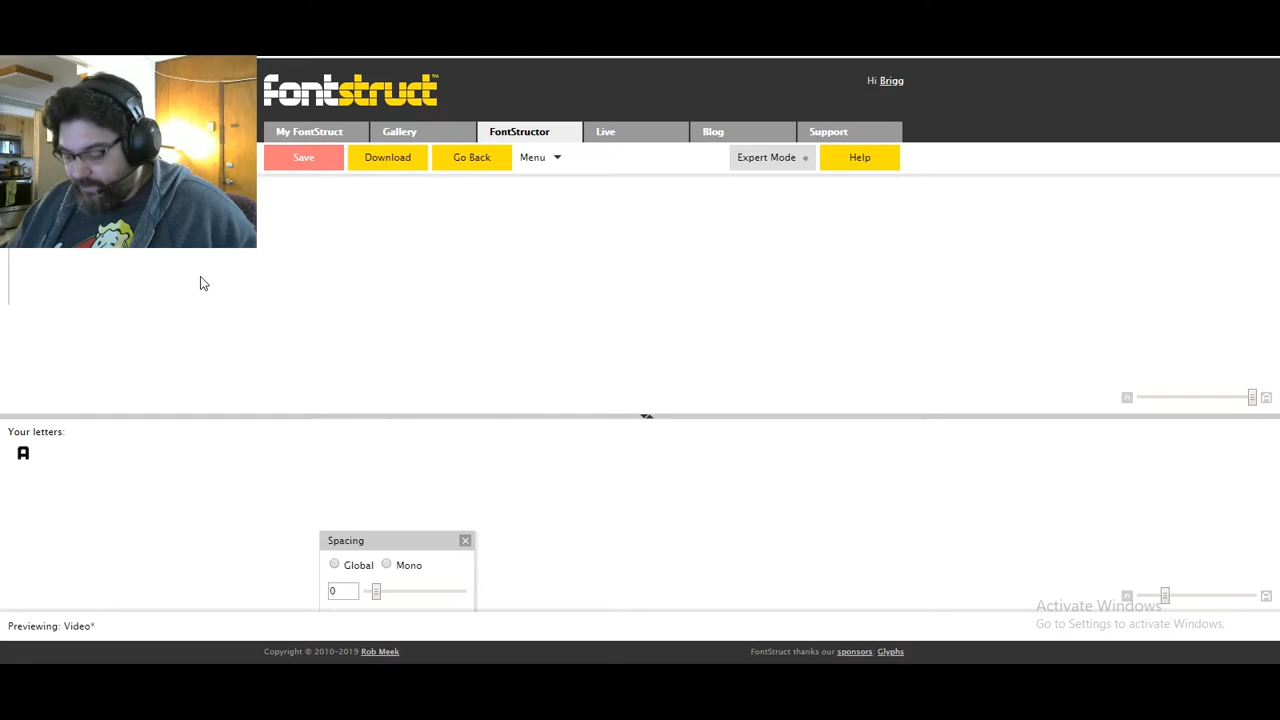 fontstruct™
Hi Brigg
My FontStruct Gallery FontStructor Live Blog Support
Save Download Go Back Menu Expert Mode Help
Your letters:
A
Spacing
Global Mono
0
Activate Windows
Go to Settings to activate Windows.
Previewing: Video*
Copyright © 2010-2019 Rob Meek
FontStruct thanks our sponsors: Glyphs